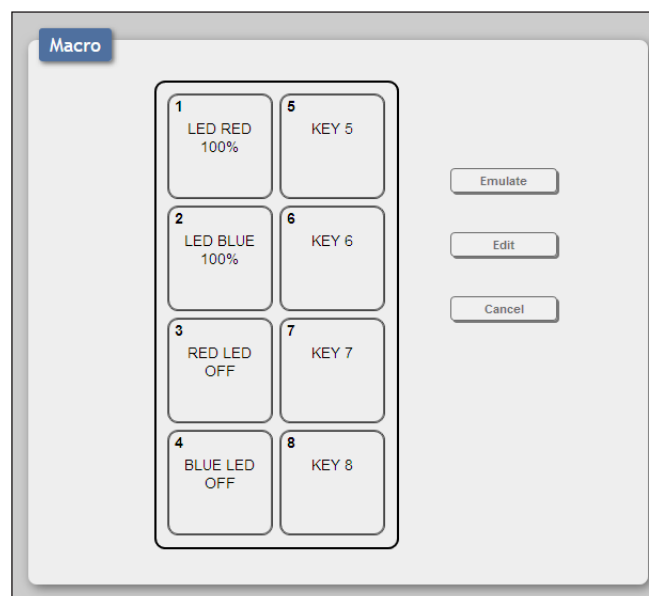 Macro
1
LED RED
100%
5
KEY 5
2
LED BLUE
100%
6
KEY 6
3
RED LED
OFF
7
KEY 7
4
BLUE LED
OFF
8
KEY 8
Emulate
Edit
Cancel